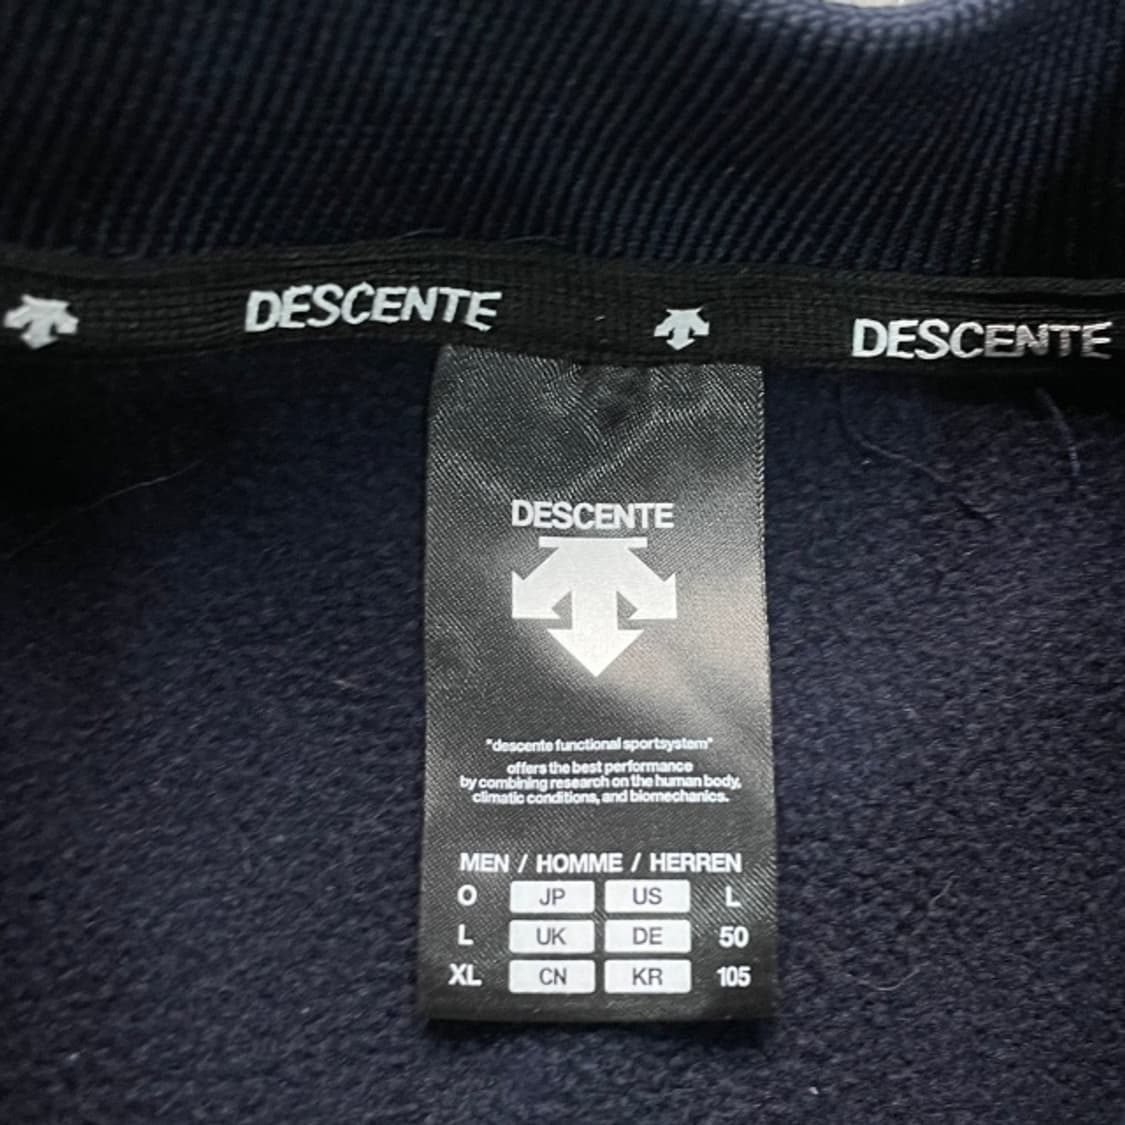 DESCENTE DESCENTE
DESCENTE
"descente functional sportsystem"
offers the best performance
by combining research on the human body,
climatic conditions, and biomechanics.
MEN / HOMME / HERREN
O JP US L
L UK DE 50
XL CN KR 105